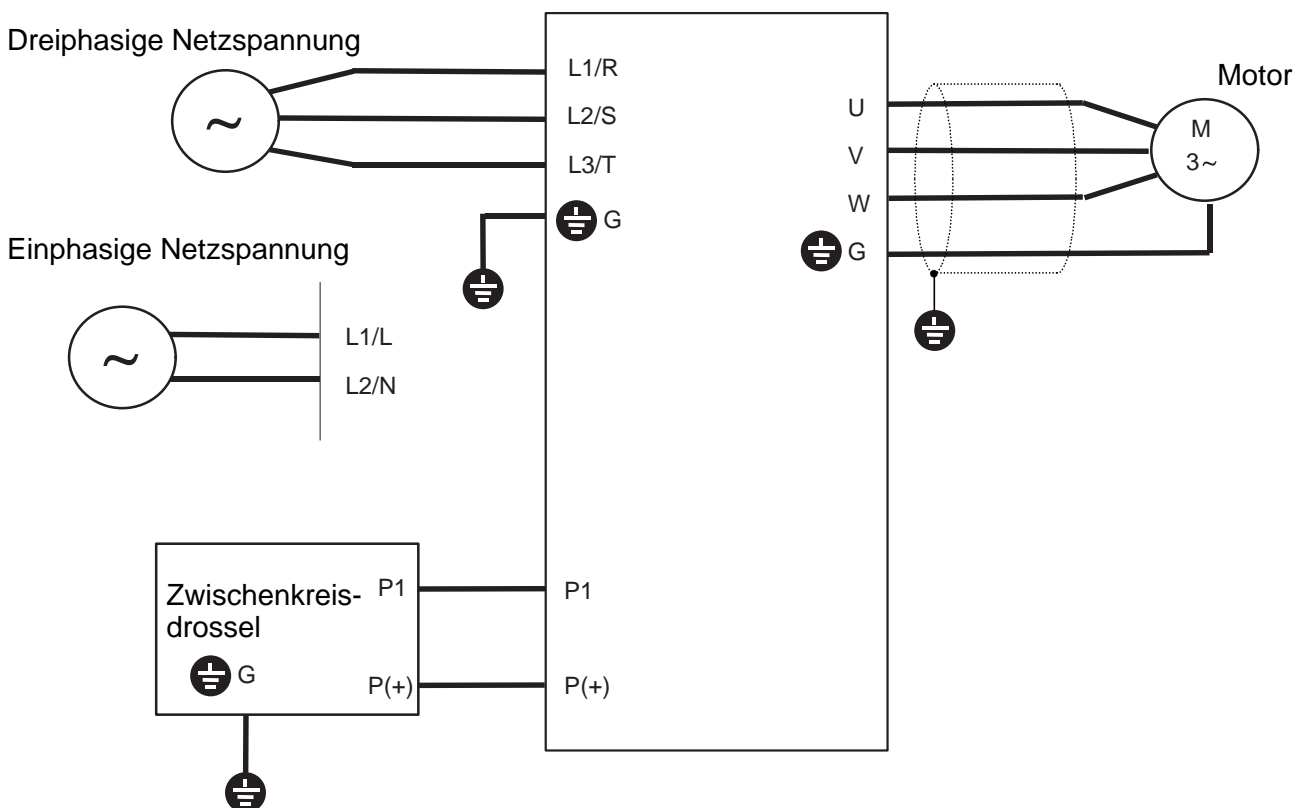 Dreiphasige Netzspannung
~
L1/R
L2/S
L3/T
G
Einphasige Netzspannung
~
L1/L
L2/N
U
V
W
G
Motor
M
3~
Zwischenkreis-
drossel
P1
G
P(+)
P1
P(+)